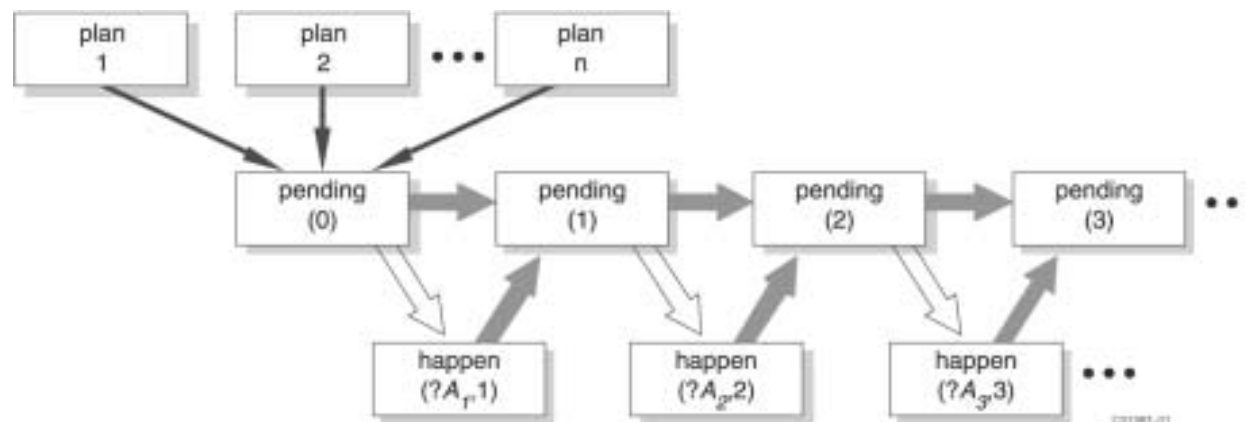 plan
1
plan
2
plan
n
pending
(0)
pending
(1)
pending
(2)
pending
(3)
happen
(?A₁,1)
happen
(?A₂,2)
happen
(?A₃,3)